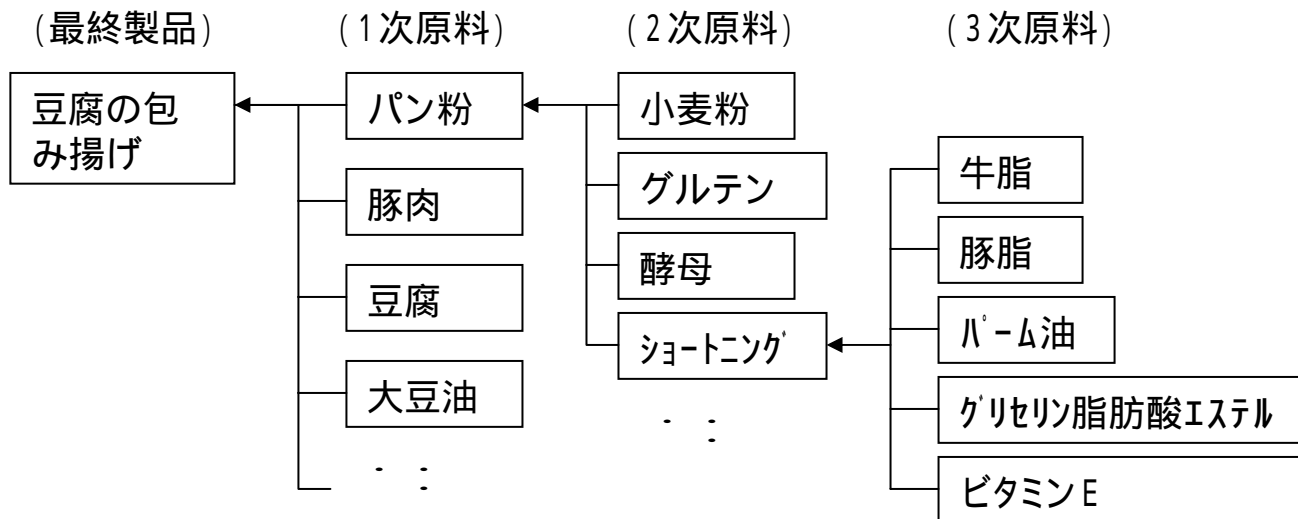 (最終製品)
(1次原料)
(2次原料)
(3次原料)
豆腐の包
み揚げ
パン粉
豚肉
豆腐
大豆油
・ :
小麦粉
グルテン
酵母
ショートニング
・ :
牛脂
豚脂
パーム油
グリセリン脂肪酸エステル
ビタミンE